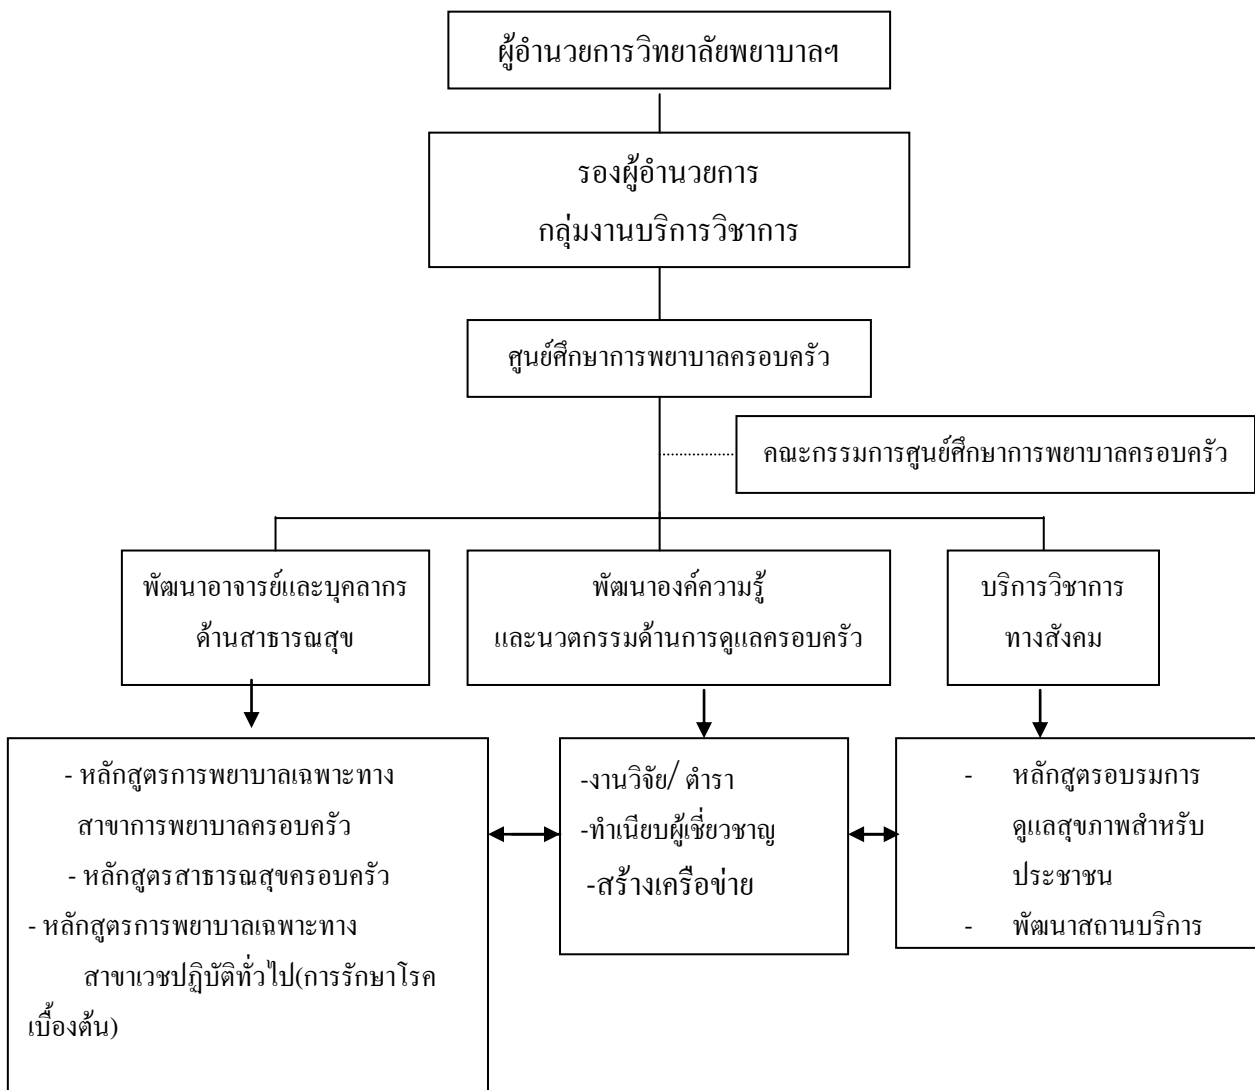 ผู้อำนวยการวิทยาลัยพยาบาลฯ
รองผู้อำนวยการ
กลุ่มงานบริการวิชาการ
ศูนย์ศึกษาการพยาบาลครอบครัว
คณะกรรมการศูนย์ศึกษาการพยาบาลครอบครัว
พัฒนาอาจารย์และบุคลากร
ด้านสาธารณสุข
พัฒนาองค์ความรู้
และนวตกรรมด้านการดูแลครอบครัว
บริการวิชาการ
ทางสังคม
- หลักสูตรการพยาบาลเฉพาะทาง
สาขาการพยาบาลครอบครัว
- หลักสูตรสาธารณสุขครอบครัว
- หลักสูตรการพยาบาลเฉพาะทาง
สาขาเวชปฏิบัติทั่วไป(การรักษาโรค
เบื้องต้น)
-งานวิจัย/ ตำรา
-ทำเนียบผู้เชี่ยวชาญ
-สร้างเครือข่าย
- หลักสูตรอบรมการ
ดูแลสุขภาพสำหรับ
ประชาชน
- พัฒนาสถานบริการ